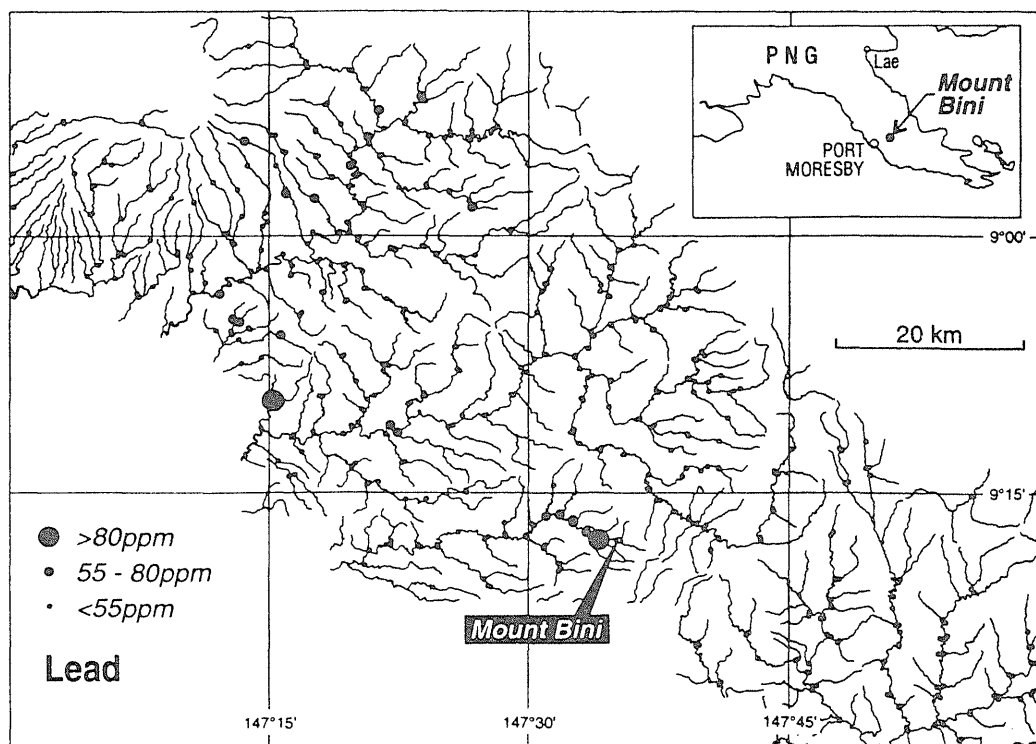 PNG
Lae
Mount
Bini
PORT
MORESBY
9°00'
20 km
9°15'
>80ppm
55 - 80ppm
<55ppm
Mount Bini
Lead
147°15'
147°30'
147°45'